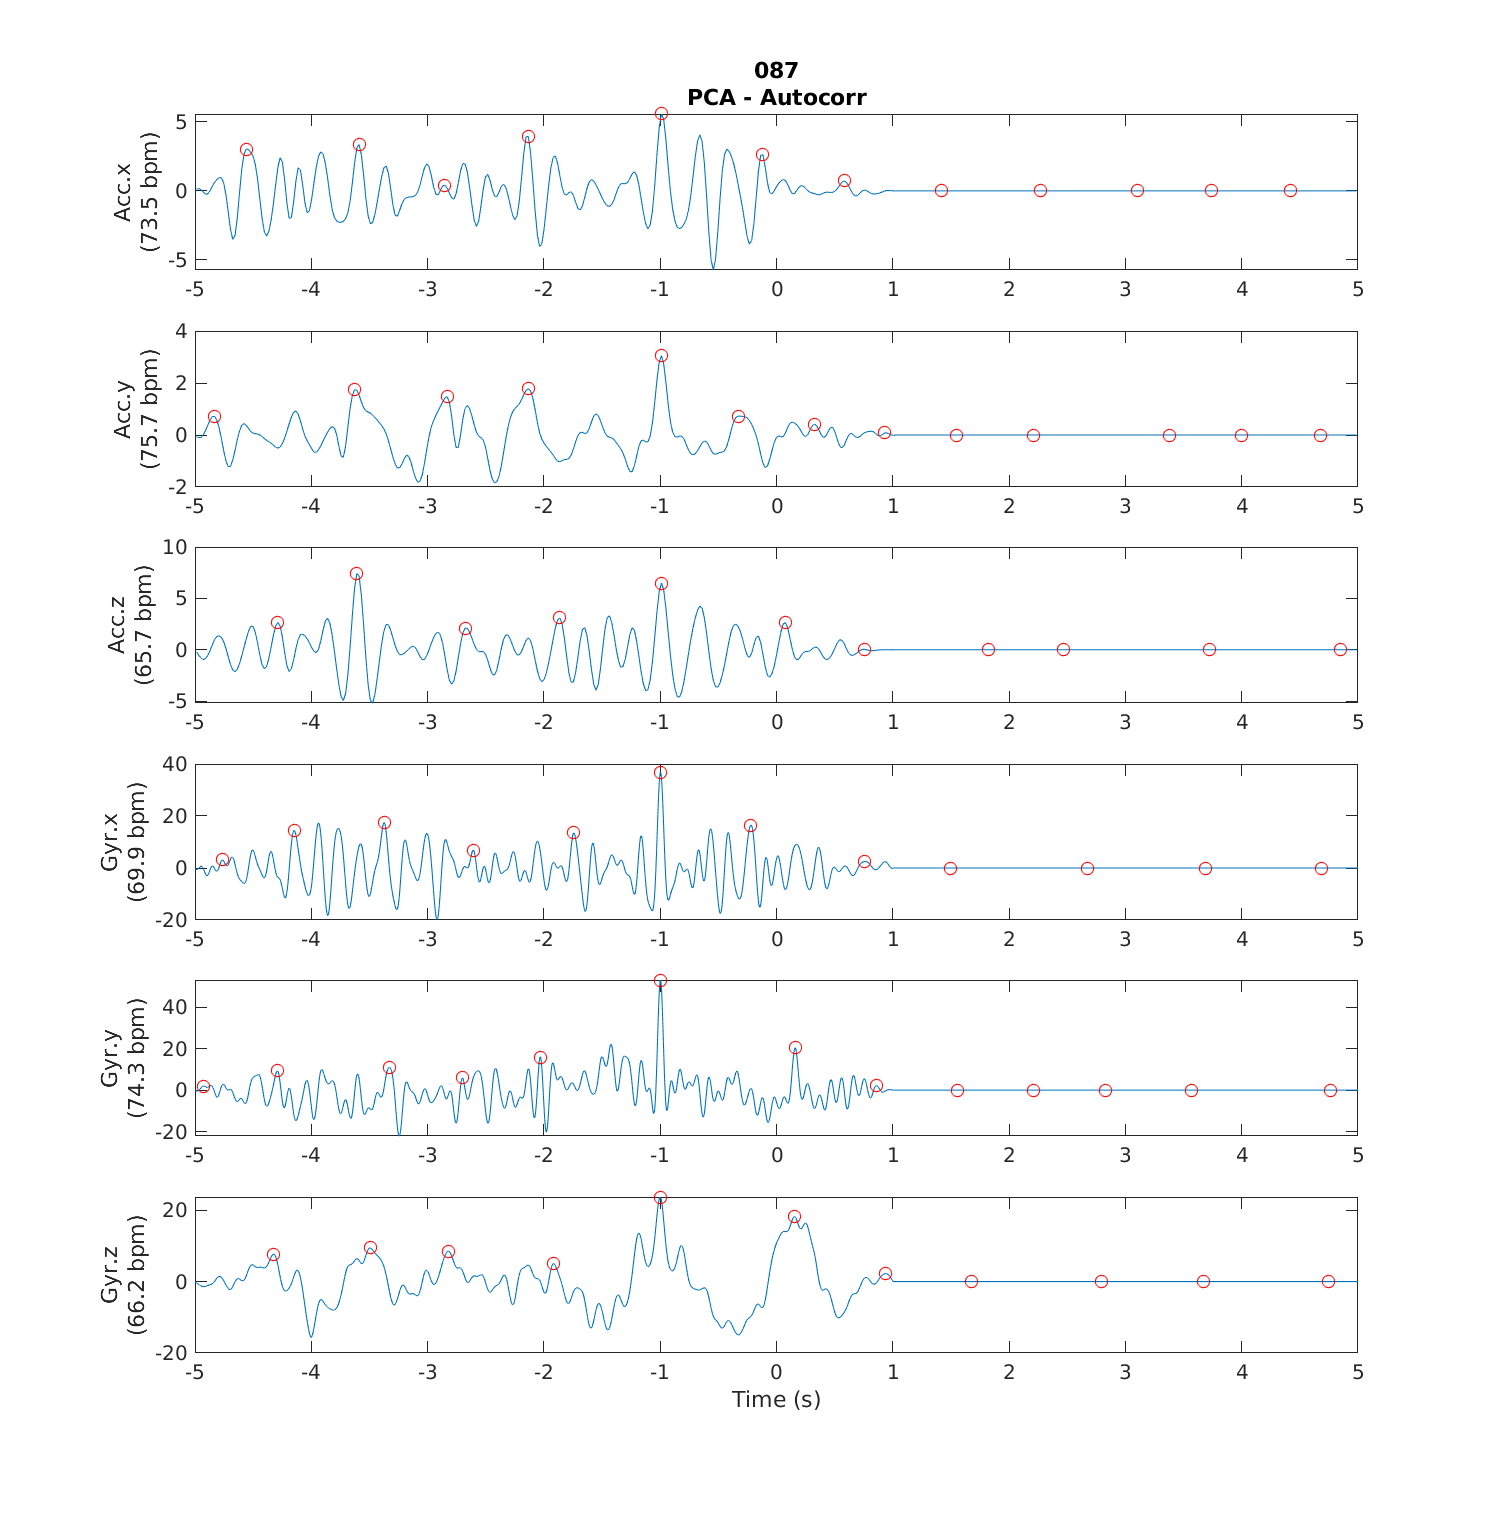 087
PCA - Autocorr
Acc.x
(73.5 bpm)
5
0
-5
-5 -4 -3 -2 -1 0 1 2 3 4 5
Acc.y
(75.7 bpm)
4
2
0
-2
-5 -4 -3 -2 -1 0 1 2 3 4 5
Acc.z
(65.7 bpm)
10
5
0
-5
-5 -4 -3 -2 -1 0 1 2 3 4 5
Gyr.x
(69.9 bpm)
40
20
0
-20
-5 -4 -3 -2 -1 0 1 2 3 4 5
Gyr.y
(74.3 bpm)
40
20
0
-20
-5 -4 -3 -2 -1 0 1 2 3 4 5
Gyr.z
(66.2 bpm)
20
0
-20
-5 -4 -3 -2 -1 0 1 2 3 4 5
Time (s)